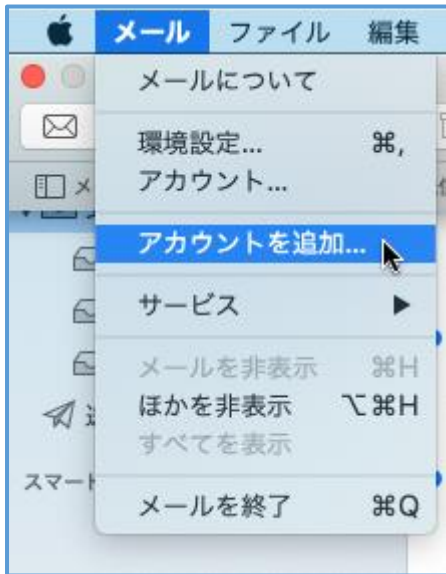 メール ファイル 編集
メールについて
環境設定... ⌘,
アカウント...
アカウントを追加...
サービス ▶
メールを非表示 ⌘H
ほかを非表示 ⌥⌘H
すべてを表示
スマート
メールを終了 ⌘Q